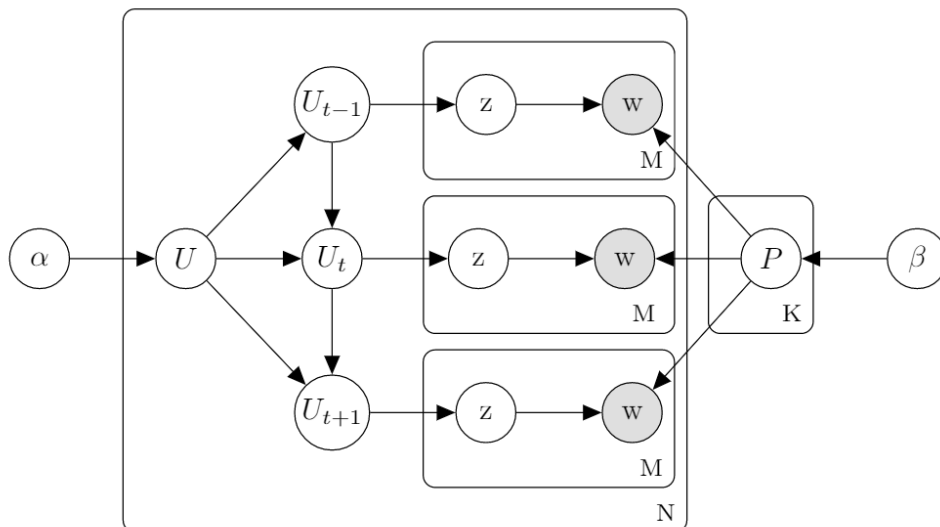 U_{t−1} z w
M
α U U_t z w P β
M K
U_{t+1} z w
M
N